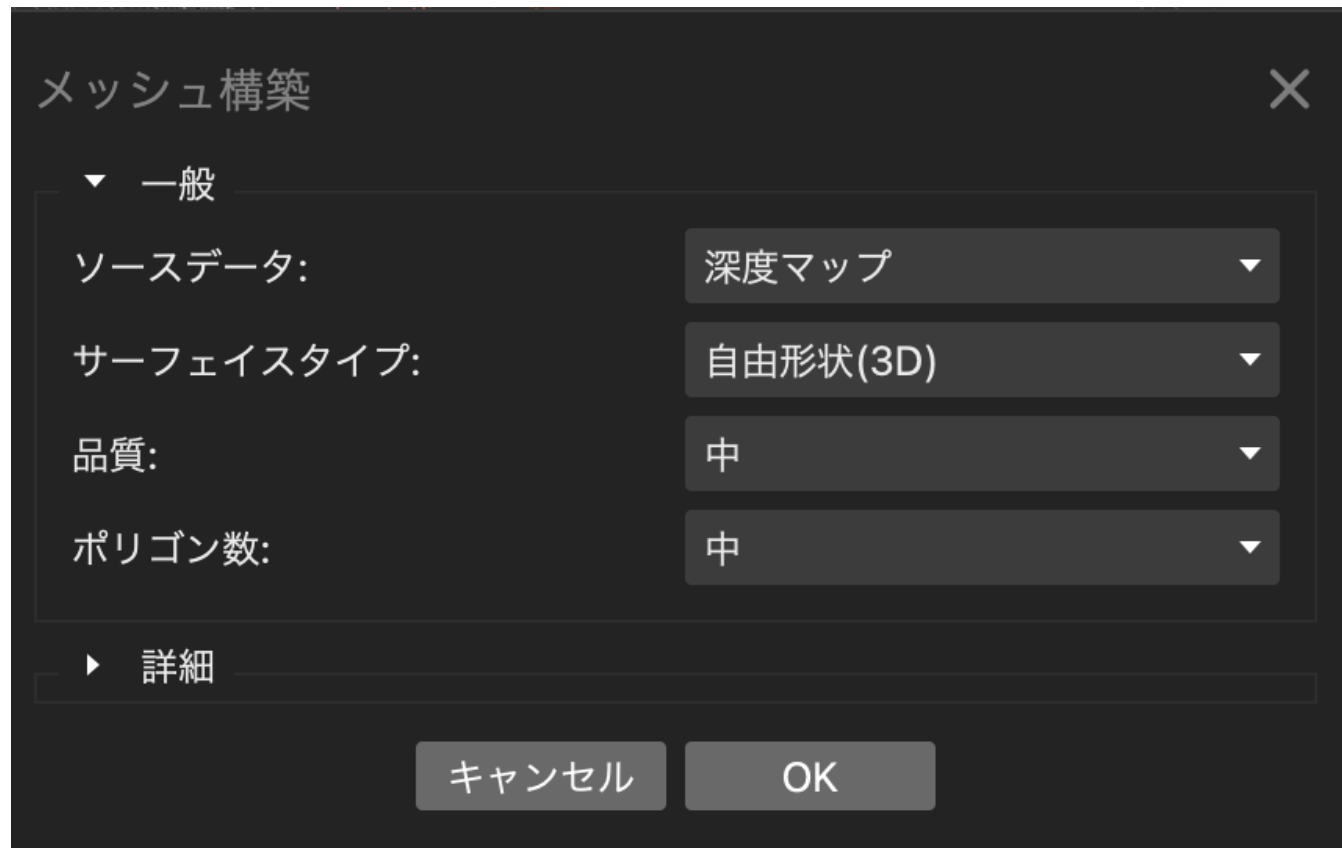 メッシュ構築
一般
ソースデータ: 深度マップ
サーフェイスタイプ: 自由形状(3D)
品質: 中
ポリゴン数: 中
詳細
キャンセル OK